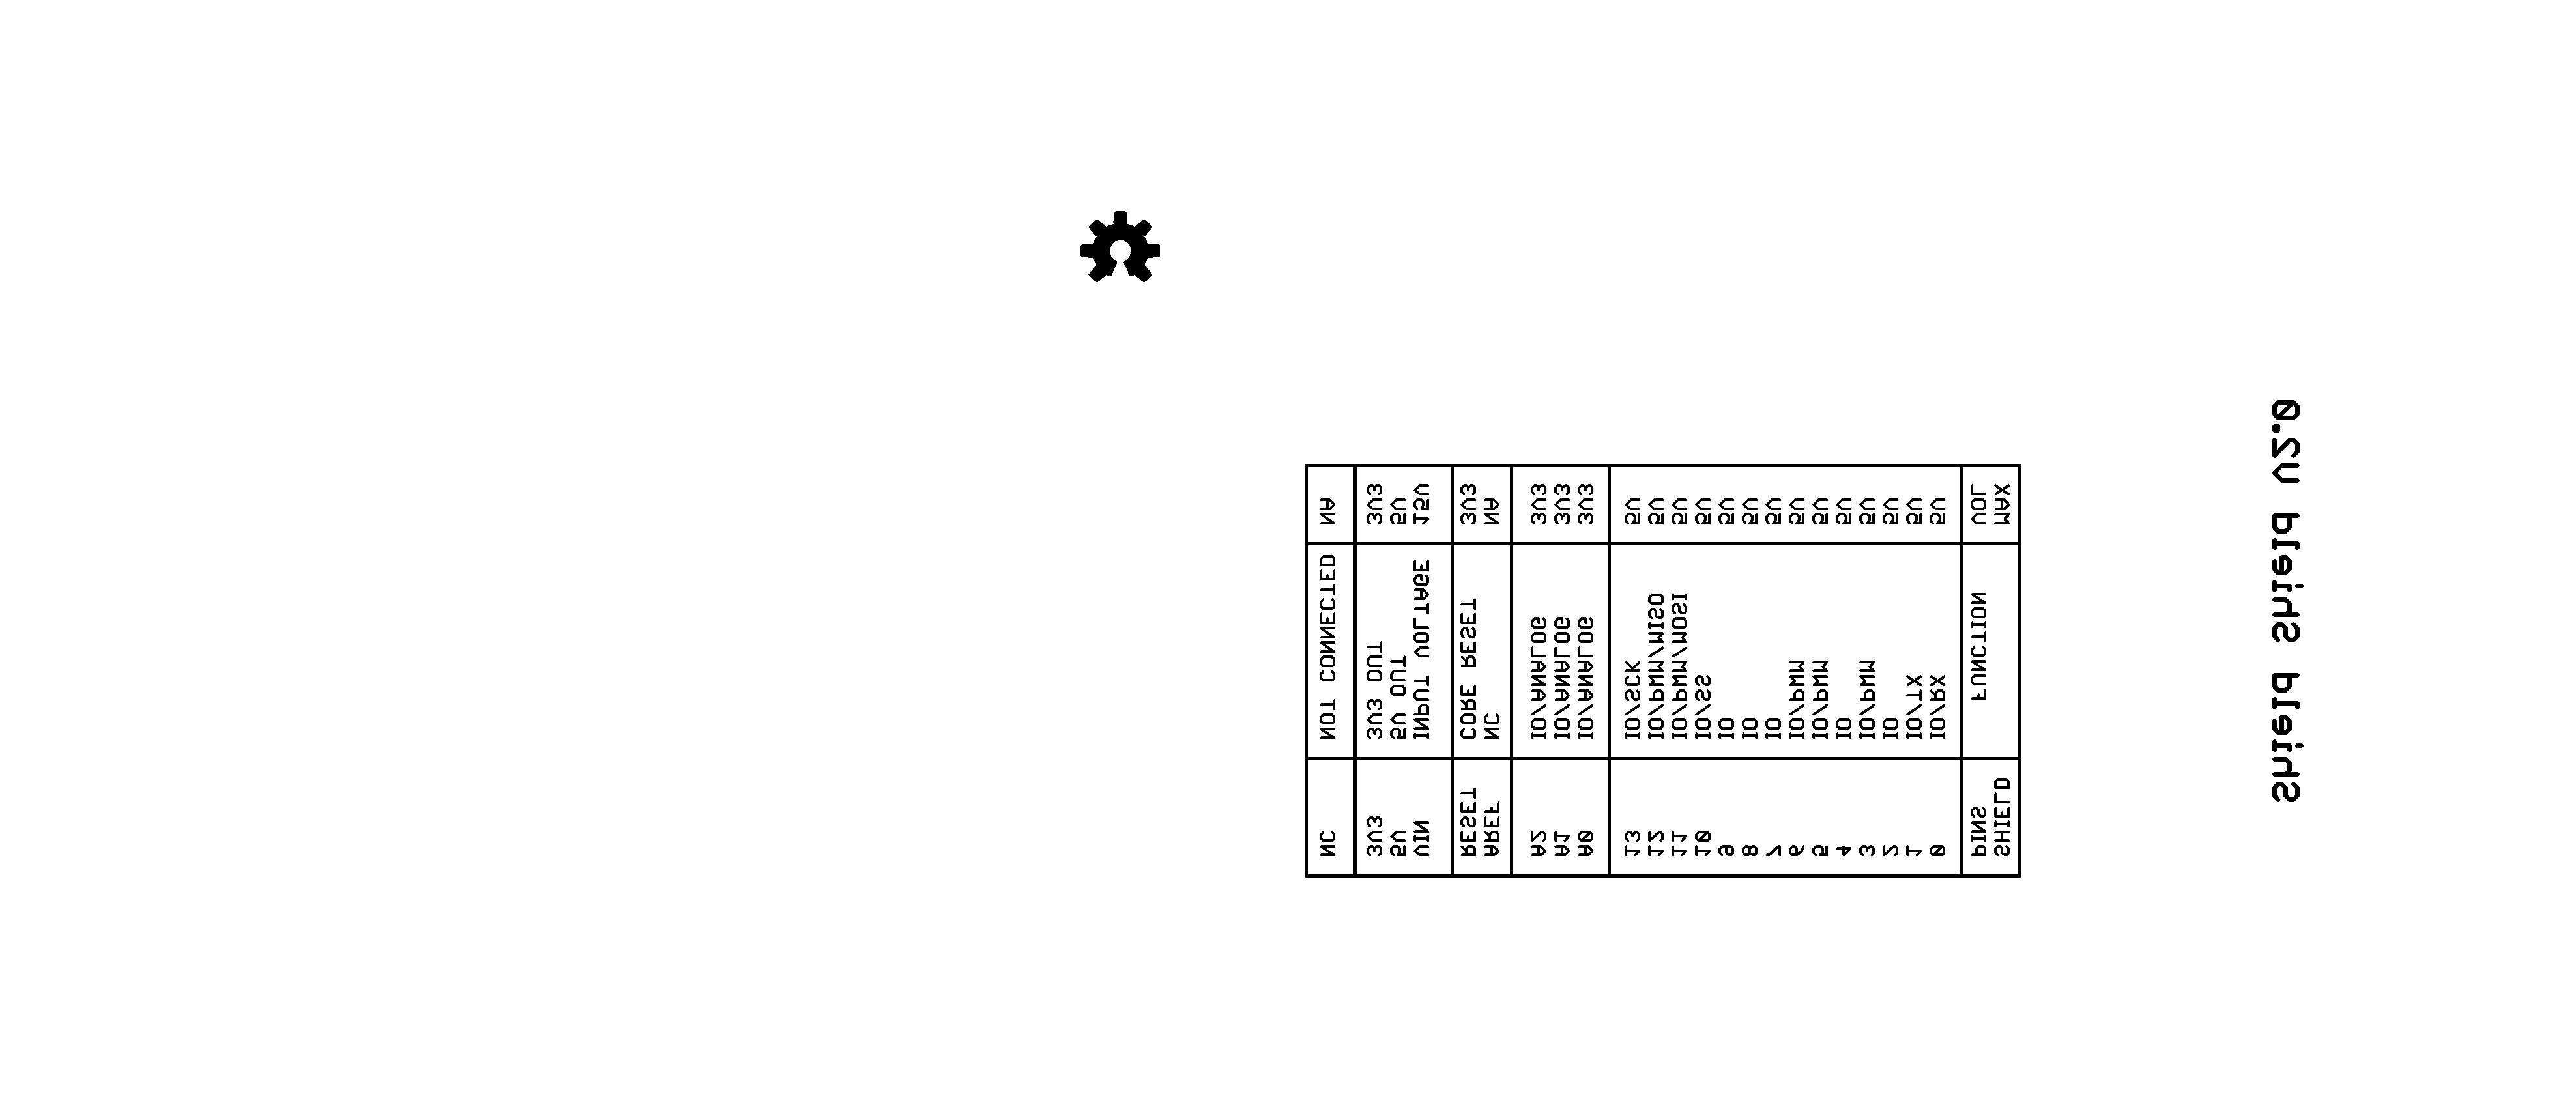 Shield Shield V2.0
SHIELD MAX
PINS FUNCTION VOL
0 IO/RX 5V
1 IO/TX 5V
2 IO 5V
3 IO/PWM 5V
4 IO 5V
5 IO/PWM 5V
6 IO/PWM 5V
7 IO 5V
8 IO 5V
9 IO 5V
10 IO/SS 5V
11 IO/PWM/MOSI 5V
12 IO/PWM/MISO 5V
13 IO/SCK 5V
A0 IO/ANALOG 3V3
A1 IO/ANALOG 3V3
A2 IO/ANALOG 3V3
AREF NC NA
RESET CORE RESET 3V3
VIN INPUT VOLTAGE 15V
5V 5V OUT 5V
3V3 3V3 OUT 3V3
NC NOT CONNECTED NA